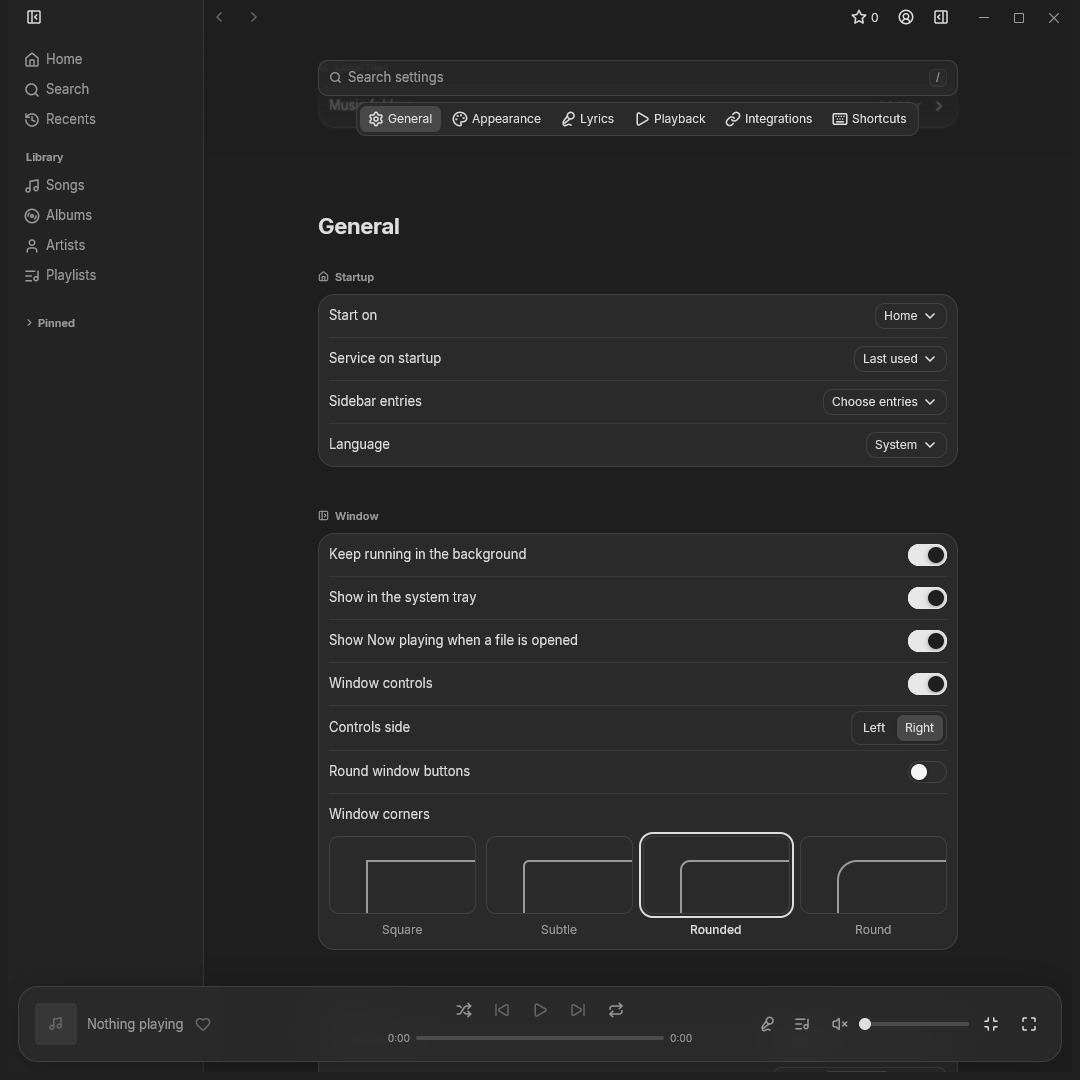 0
Home
Search
Recents
Library
Songs
Albums
Artists
Playlists
Pinned
Search settings
/
General
Appearance
Lyrics
Playback
Integrations
Shortcuts
General
Startup
Start on
Home
Service on startup
Last used
Sidebar entries
Choose entries
Language
System
Window
Keep running in the background
Show in the system tray
Show Now playing when a file is opened
Window controls
Controls side
Left
Right
Round window buttons
Window corners
Square
Subtle
Rounded
Round
Nothing playing
0:00
0:00